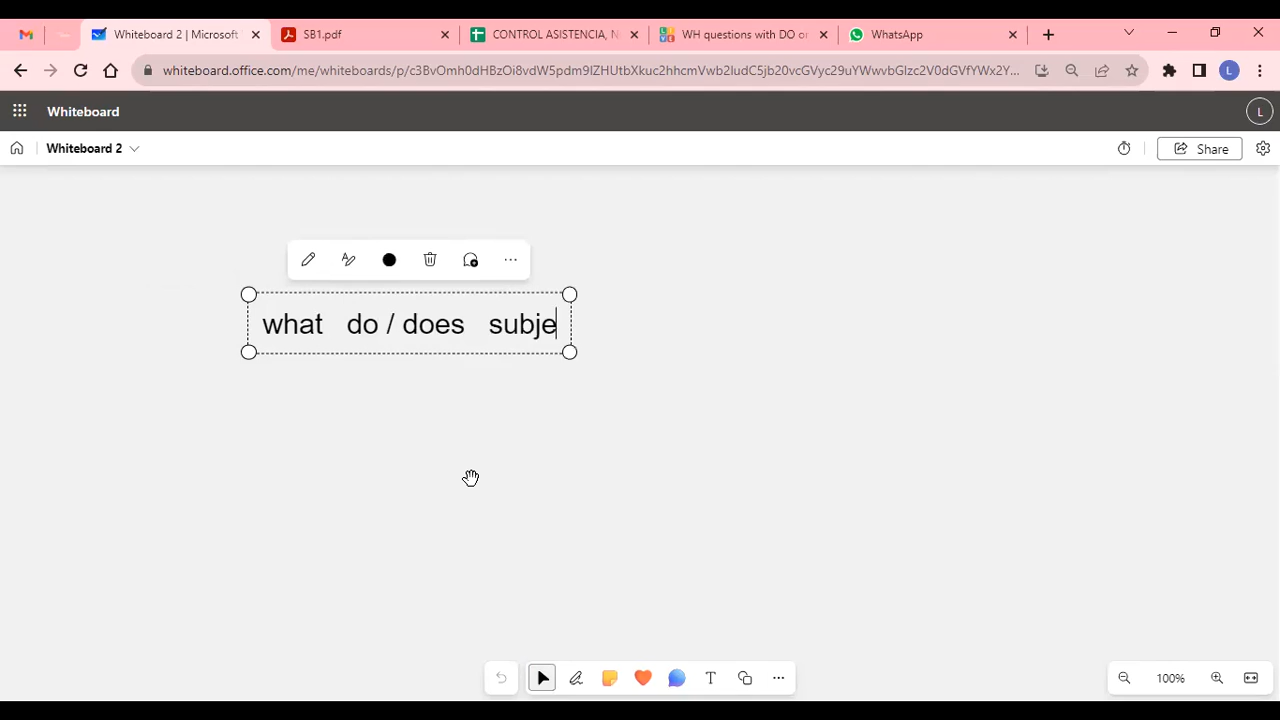 Whiteboard 2 | Microsoft
SB1.pdf
CONTROL ASISTENCIA, N
WH questions with DO or
WhatsApp
L
Whiteboard
L
Whiteboard 2
Share
what do / does subje
T
100%